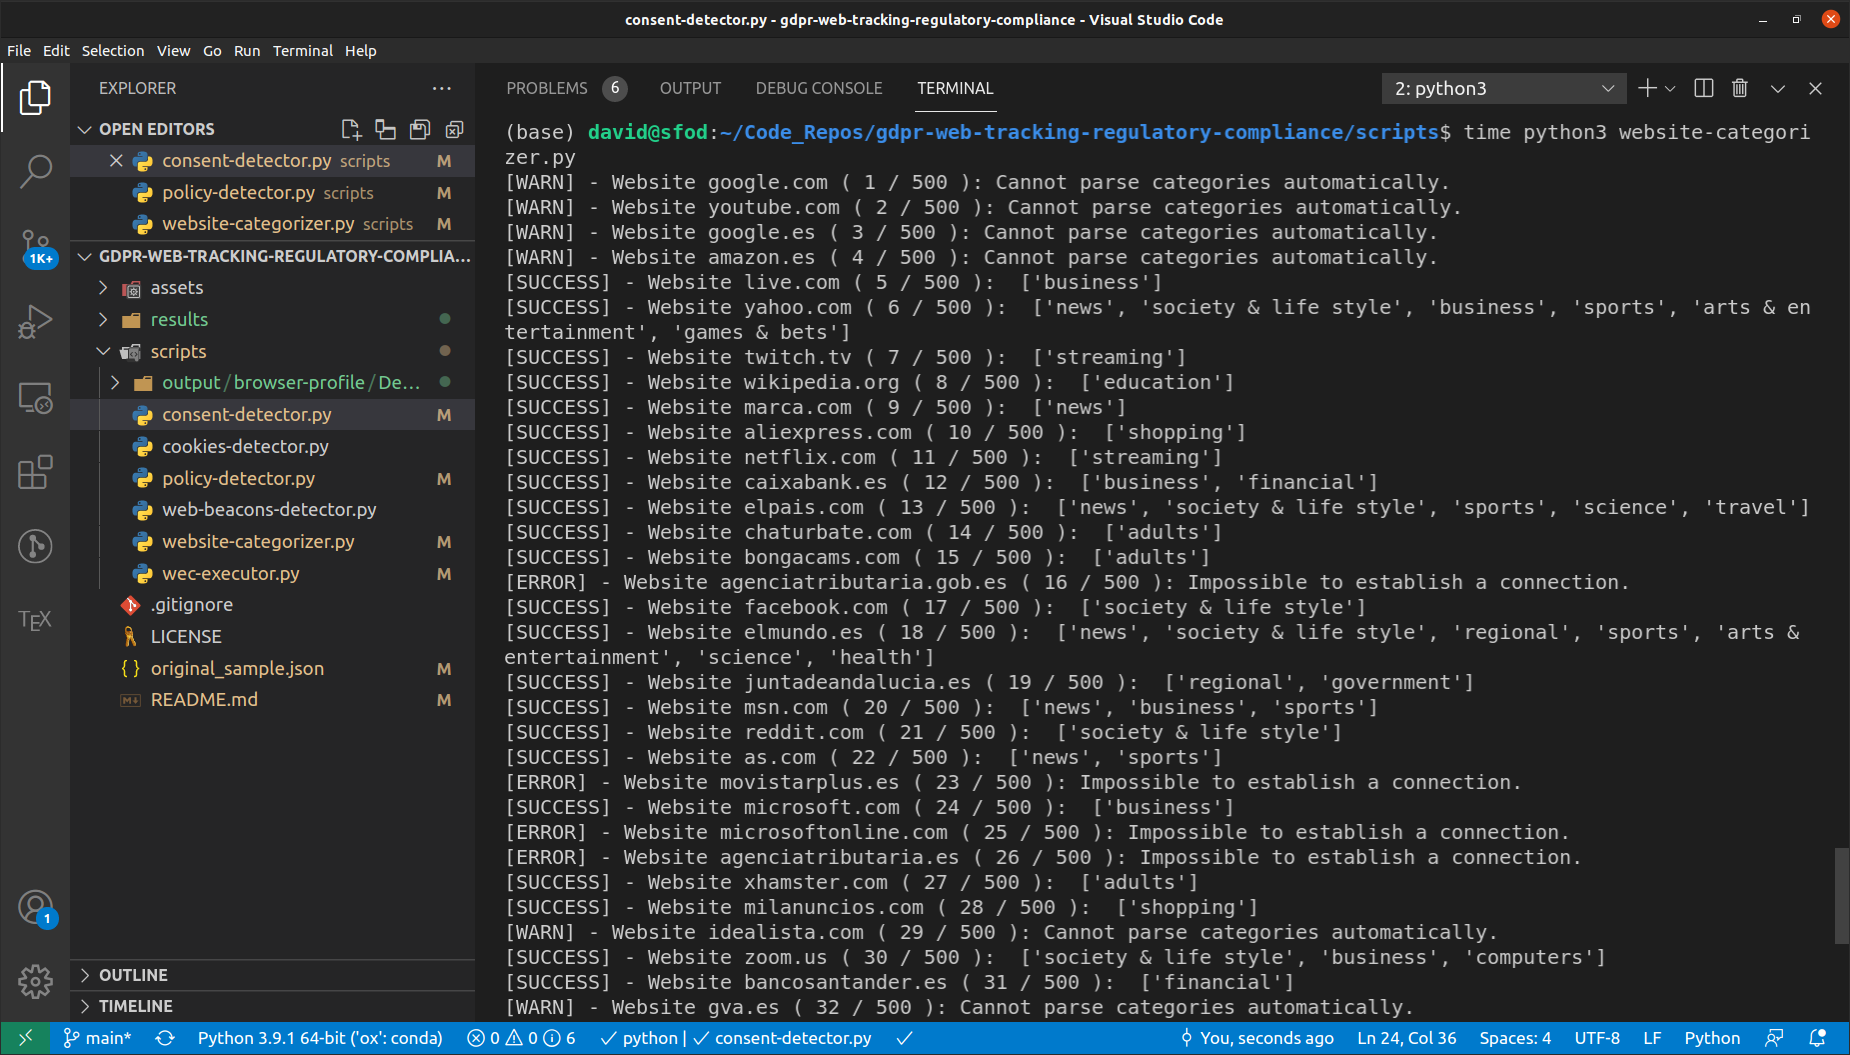 consent-detector.py - gdpr-web-tracking-regulatory-compliance - Visual Studio Code
File Edit Selection View Go Run Terminal Help
EXPLORER
OPEN EDITORS
consent-detector.py scripts M
policy-detector.py scripts M
website-categorizer.py scripts M
GDPR-WEB-TRACKING-REGULATORY-COMPLIA...
assets
results
scripts
output/browser-profile/De...
consent-detector.py M
cookies-detector.py
policy-detector.py M
web-beacons-detector.py
website-categorizer.py M
wec-executor.py M
.gitignore
LICENSE
original_sample.json M
README.md M
OUTLINE
TIMELINE
1K+
TEX
1
PROBLEMS 6 OUTPUT DEBUG CONSOLE TERMINAL 2: python3
(base) david@sfod:~/Code_Repos/gdpr-web-tracking-regulatory-compliance/scripts$ time python3 website-categori
zer.py
[WARN] - Website google.com ( 1 / 500 ): Cannot parse categories automatically.
[WARN] - Website youtube.com ( 2 / 500 ): Cannot parse categories automatically.
[WARN] - Website google.es ( 3 / 500 ): Cannot parse categories automatically.
[WARN] - Website amazon.es ( 4 / 500 ): Cannot parse categories automatically.
[SUCCESS] - Website live.com ( 5 / 500 ):  ['business']
[SUCCESS] - Website yahoo.com ( 6 / 500 ):  ['news', 'society & life style', 'business', 'sports', 'arts & en
tertainment', 'games & bets']
[SUCCESS] - Website twitch.tv ( 7 / 500 ):  ['streaming']
[SUCCESS] - Website wikipedia.org ( 8 / 500 ):  ['education']
[SUCCESS] - Website marca.com ( 9 / 500 ):  ['news']
[SUCCESS] - Website aliexpress.com ( 10 / 500 ):  ['shopping']
[SUCCESS] - Website netflix.com ( 11 / 500 ):  ['streaming']
[SUCCESS] - Website caixabank.es ( 12 / 500 ):  ['business', 'financial']
[SUCCESS] - Website elpais.com ( 13 / 500 ):  ['news', 'society & life style', 'sports', 'science', 'travel']
[SUCCESS] - Website chaturbate.com ( 14 / 500 ):  ['adults']
[SUCCESS] - Website bongacams.com ( 15 / 500 ):  ['adults']
[ERROR] - Website agenciatributaria.gob.es ( 16 / 500 ): Impossible to establish a connection.
[SUCCESS] - Website facebook.com ( 17 / 500 ):  ['society & life style']
[SUCCESS] - Website elmundo.es ( 18 / 500 ):  ['news', 'society & life style', 'regional', 'sports', 'arts &
entertainment', 'science', 'health']
[SUCCESS] - Website juntadeandalucia.es ( 19 / 500 ):  ['regional', 'government']
[SUCCESS] - Website msn.com ( 20 / 500 ):  ['news', 'business', 'sports']
[SUCCESS] - Website reddit.com ( 21 / 500 ):  ['society & life style']
[SUCCESS] - Website as.com ( 22 / 500 ):  ['news', 'sports']
[ERROR] - Website movistarplus.es ( 23 / 500 ): Impossible to establish a connection.
[SUCCESS] - Website microsoft.com ( 24 / 500 ):  ['business']
[ERROR] - Website microsoftonline.com ( 25 / 500 ): Impossible to establish a connection.
[ERROR] - Website agenciatributaria.es ( 26 / 500 ): Impossible to establish a connection.
[SUCCESS] - Website xhamster.com ( 27 / 500 ):  ['adults']
[SUCCESS] - Website milanuncios.com ( 28 / 500 ):  ['shopping']
[WARN] - Website idealista.com ( 29 / 500 ): Cannot parse categories automatically.
[SUCCESS] - Website zoom.us ( 30 / 500 ):  ['society & life style', 'business', 'computers']
[SUCCESS] - Website bancosantander.es ( 31 / 500 ):  ['financial']
[WARN] - Website gva.es ( 32 / 500 ): Cannot parse categories automatically.
main* Python 3.9.1 64-bit ('ox': conda) 0 0 6 python | consent-detector.py You, seconds ago Ln 24, Col 36 Spaces: 4 UTF-8 LF Python